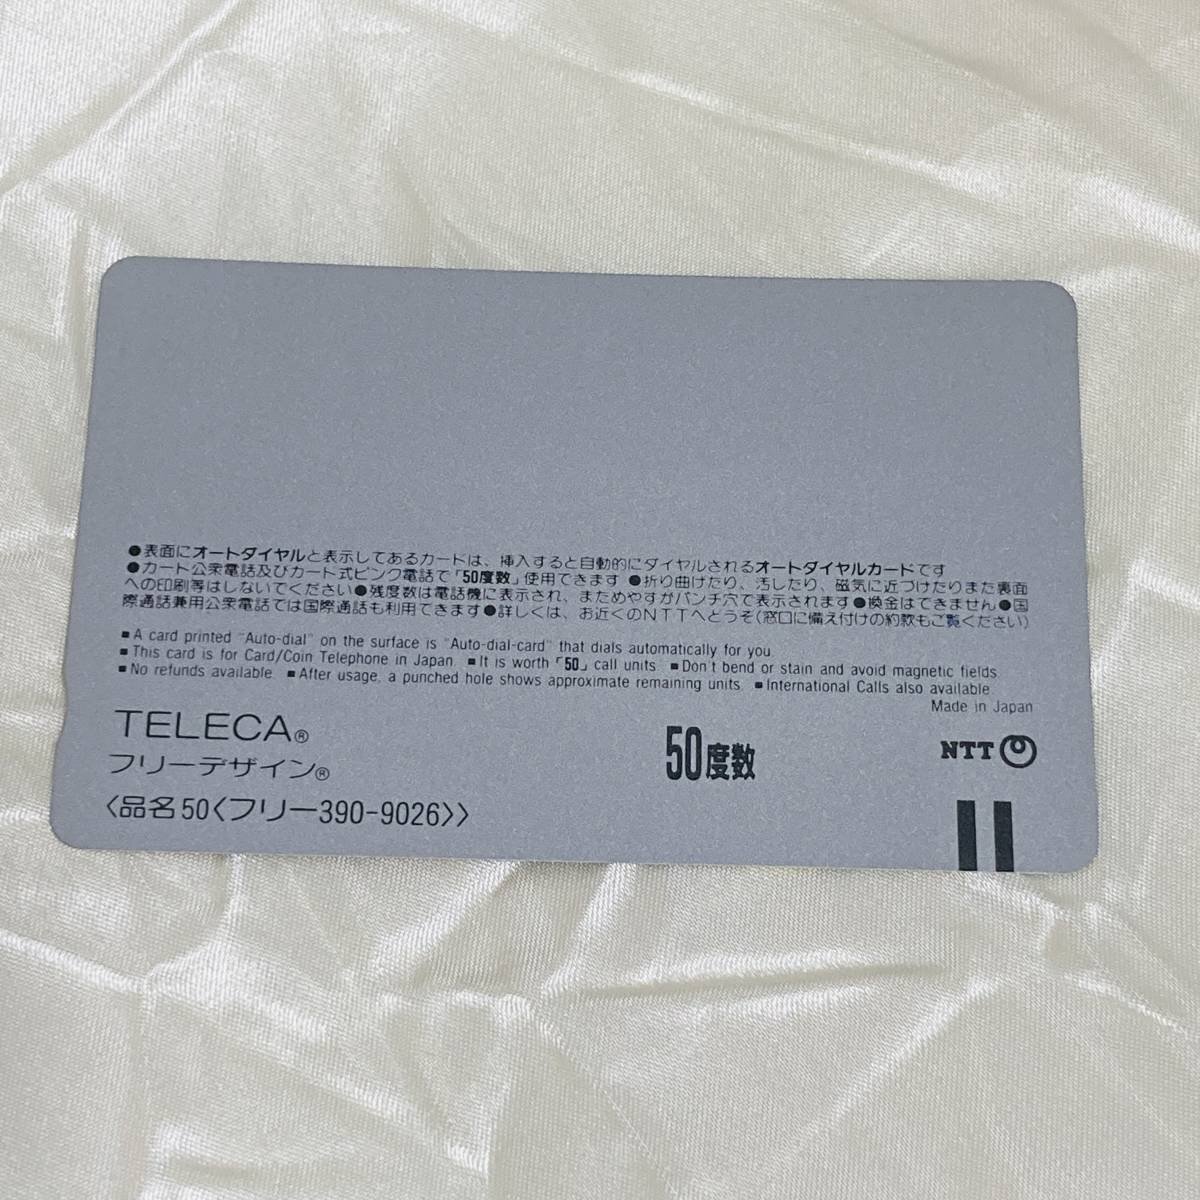 ●表面にオートダイヤルと表示してあるカードは、挿入すると自動的にダイヤルされるオートダイヤルカードです
●カード公衆電話及びカード式ピンク電話で「50度数」使用できます ●折り曲げたり、汚したり、磁気に近づけたりまた裏面
への印刷等はしないでください●残度数は電話機に表示され、まためやすがパンチ穴で表示されます●換金はできません●国
際通話兼用公衆電話では国際通話も利用できます●詳しくは、お近くのNTTへどうぞ(窓口に備え付けの約款もご覧ください)
■A card printed "Auto-dial" on the surface is "Auto-dial-card" that dials automatically for you.
■This card is for Card/Coin Telephone in Japan. ■It is worth「50」call units. ■Don't bend or stain and avoid magnetic fields.
■No refunds available. ■After usage, a punched hole shows approximate remaining units. ■International Calls also available.
Made in Japan
TELECA®
フリーデザイン®
〈品名50〈フリー390-9026〉〉
50度数
NTT